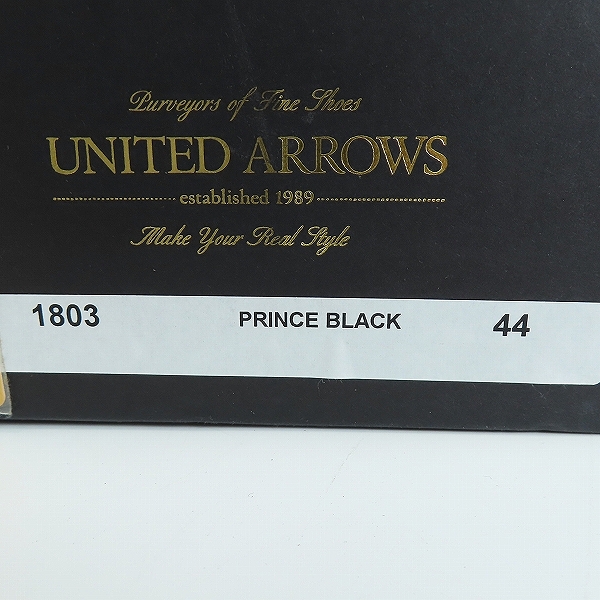 Purveyors of Fine Shoes
UNITED ARROWS
established 1989
Make Your Real Style
1803 PRINCE BLACK 44